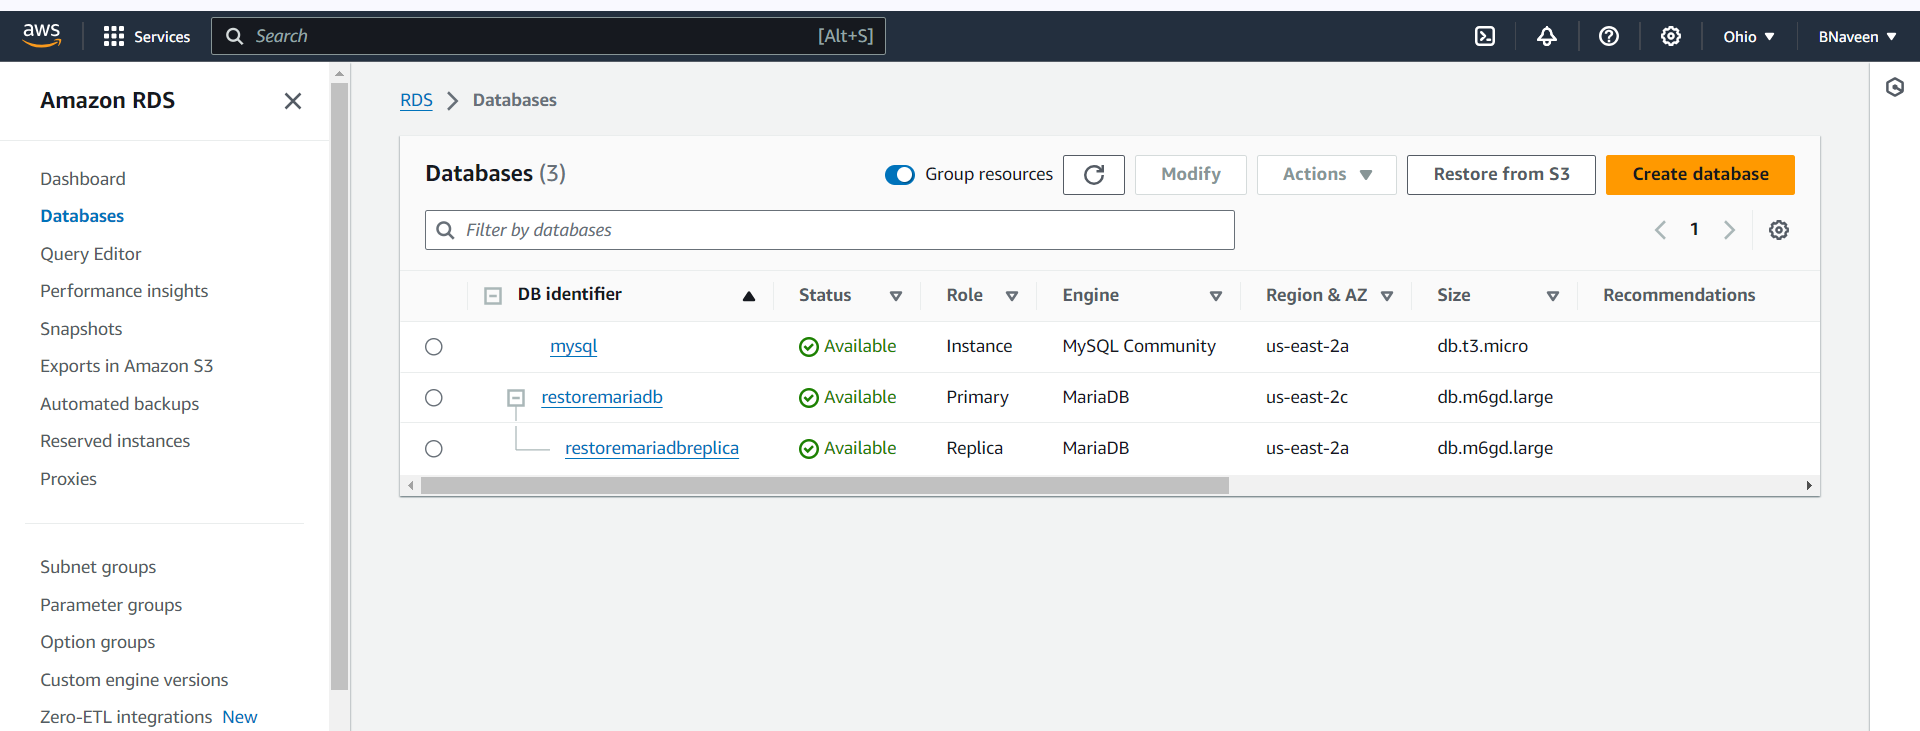 aws Services Search [Alt+S] Ohio BNaveen
Amazon RDS
Dashboard
Databases
Query Editor
Performance insights
Snapshots
Exports in Amazon S3
Automated backups
Reserved instances
Proxies
Subnet groups
Parameter groups
Option groups
Custom engine versions
Zero-ETL integrations New
RDS Databases
Databases (3) Group resources Modify Actions Restore from S3 Create database
Filter by databases 1
DB identifier Status Role Engine Region & AZ Size Recommendations
mysql Available Instance MySQL Community us-east-2a db.t3.micro
restoremariadb Available Primary MariaDB us-east-2c db.m6gd.large
restoremariadbreplica Available Replica MariaDB us-east-2a db.m6gd.large